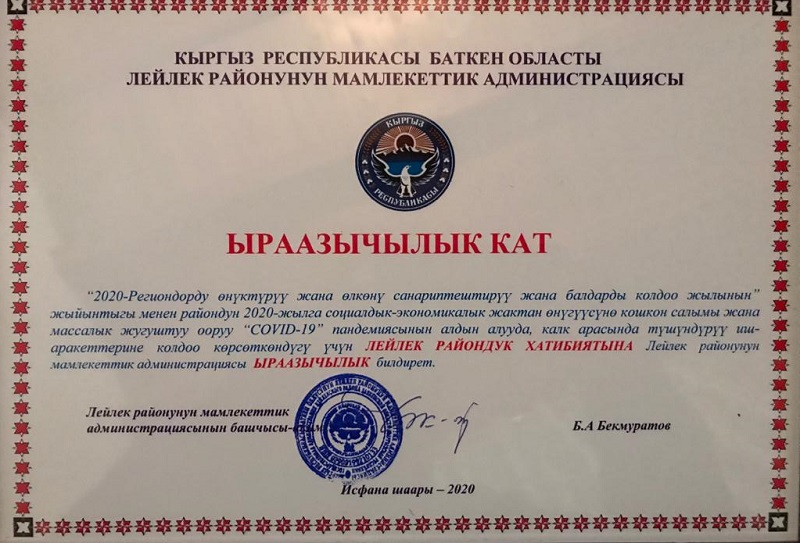 КЫРГЫЗ РЕСПУБЛИКАСЫ БАТКЕН ОБЛАСТЫ
ЛЕЙЛЕК РАЙОНУНУН МАМЛЕКЕТТИК АДМИНИСТРАЦИЯСЫ
КЫРГЫЗ
РЕСПУБЛИКАСЫ
ЫРААЗЫЧЫЛЫК КАТ
“2020-Региондорду өнүктүрүү жана өлкөнү санариптештирүү жана балдарды колдоо жылынын”
жыйынтыгы менен райондун 2020-жылга социалдык-экономикалык жактан өнүгүүсүнө кошкон салымы жана
массалык жугуштуу ооруу “COVID-19” пандемиясынын алдын алууда, калк арасында түшүндүрүү иш-
аракеттерине колдоо көрсөткөндүгү үчүн ЛЕЙЛЕК РАЙОНДУК ХАТИБИЯТЫНА Лейлек районунун
мамлекеттик администрациясы ЫРААЗЫЧЫЛЫК билдирет.
Лейлек районунун мамлекеттик
администрациясынын башчысы-
Б.А Бекмуратов
Исфана шаары – 2020